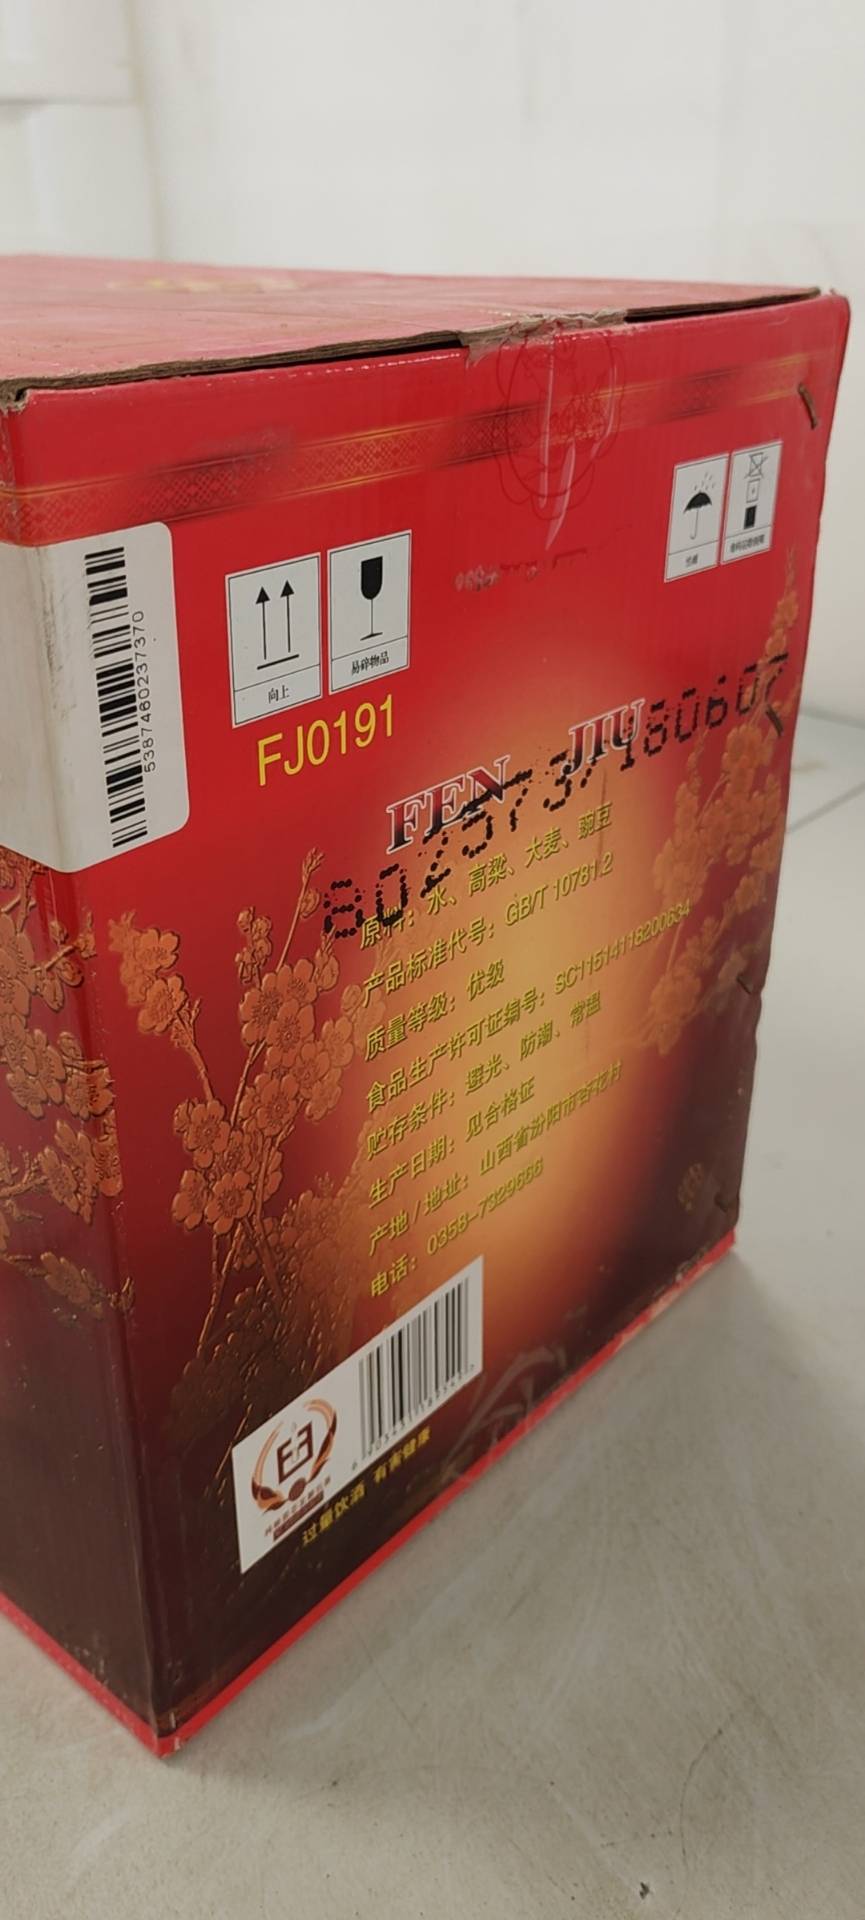 向上
易碎物品
怕湿
5387460237370
FJ0191
FEN JIU
原料：水、高粱、大麦、豌豆
产品标准代号：GB/T 10781.2
质量等级：优级
食品生产许可证编号：SC11514118200634
贮存条件：避光、防潮、常温
生产日期：见合格证
产地/地址：山西省汾阳市杏花村
电话：0358-7329666
过量饮酒 有害健康